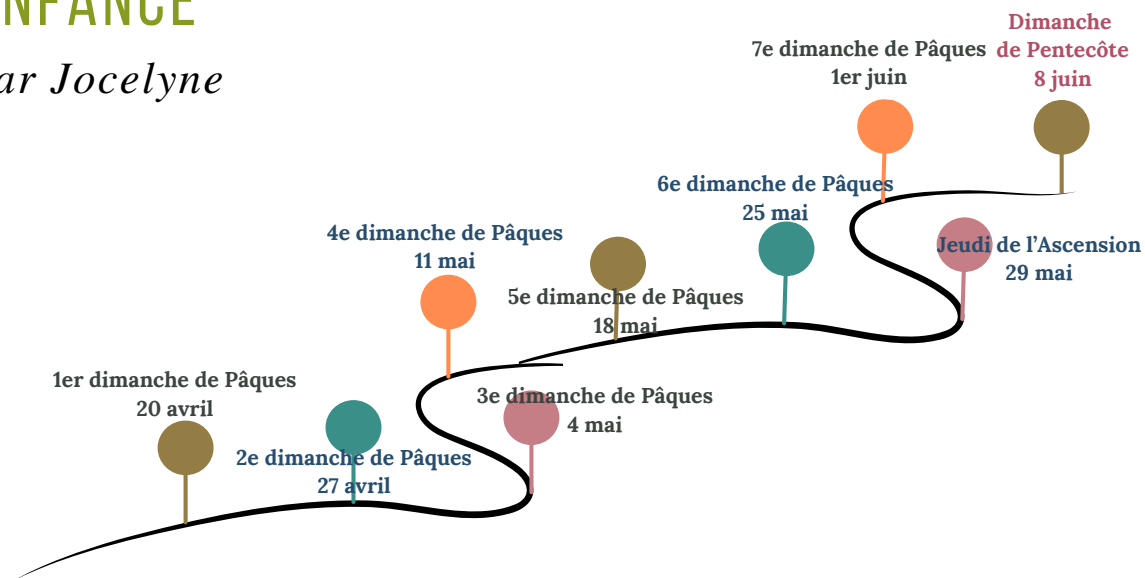 NFANCE
ar Jocelyne
Dimanche
de Pentecôte
8 juin
7e dimanche de Pâques
1er juin
6e dimanche de Pâques
25 mai
Jeudi de l’Ascension
29 mai
4e dimanche de Pâques
11 mai
5e dimanche de Pâques
18 mai
1er dimanche de Pâques
20 avril
3e dimanche de Pâques
4 mai
2e dimanche de Pâques
27 avril